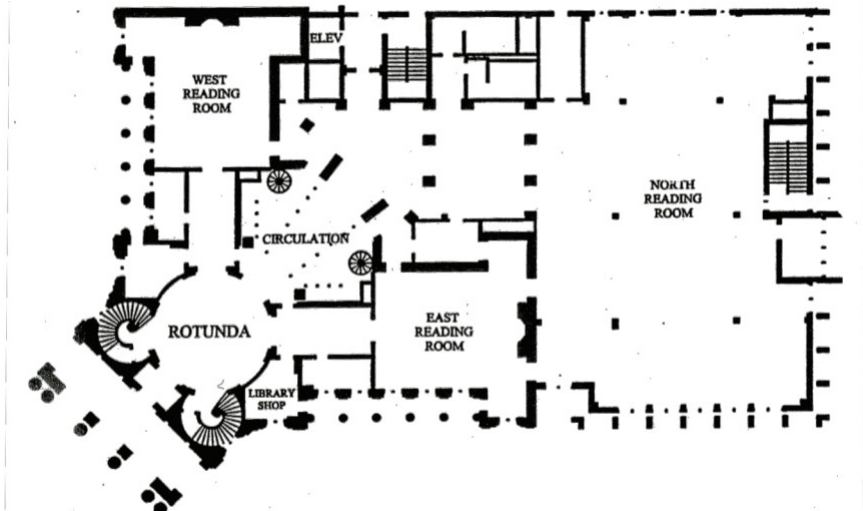 ELEV
WEST
READING
ROOM
NORTH
READING
ROOM
CIRCULATION
EAST
READING
ROOM
ROTUNDA
LIBRARY
SHOP